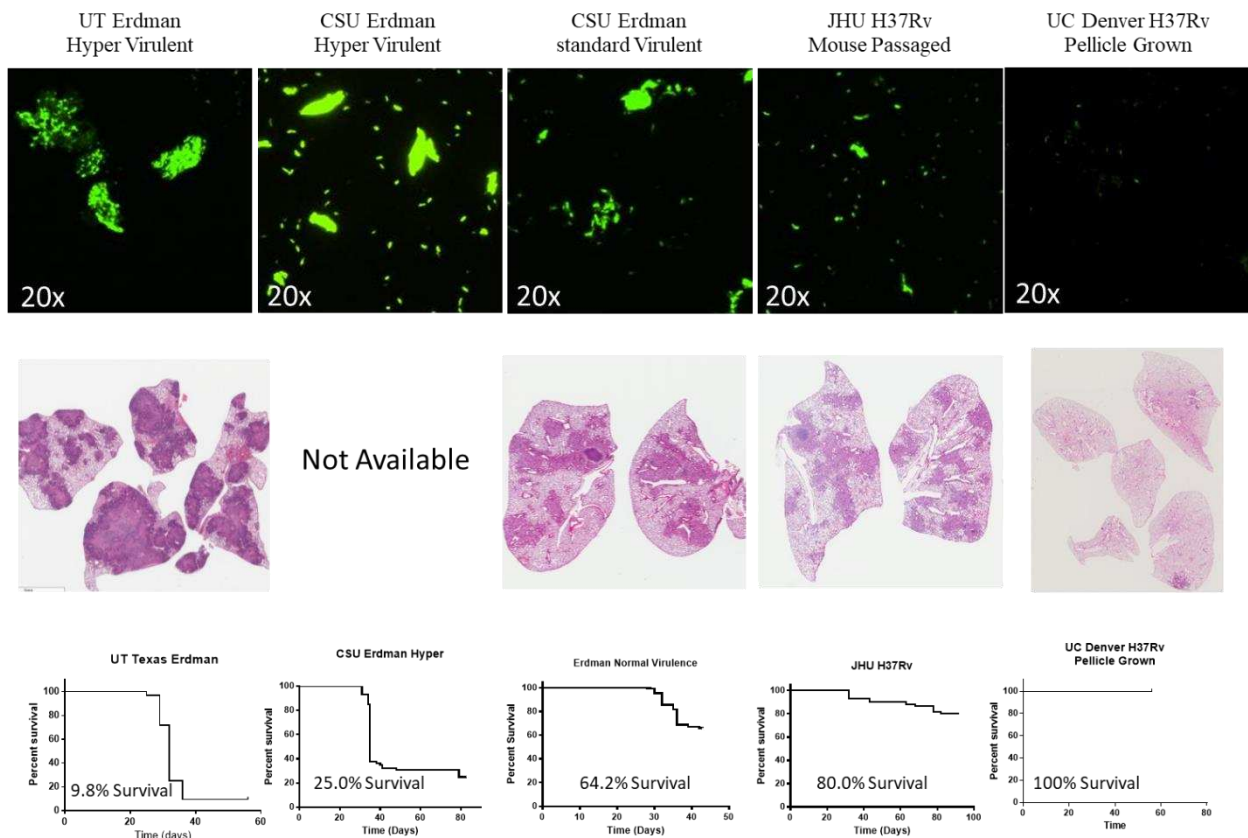 UT Erdman
Hyper Virulent
CSU Erdman
Hyper Virulent
CSU Erdman
standard Virulent
JHU H37Rv
Mouse Passaged
UC Denver H37Rv
Pellicle Grown
20x
20x
20x
20x
20x
Not Available
UT Texas Erdman
Percent survival
100
80
60
40
20
0
9.8% Survival
0 20 40 60
Time (days)
CSU Erdman Hyper
Percent survival
100
80
60
40
20
0
25.0% Survival
0 20 40 60 80
Time (Days)
Erdman Normal Virulence
Percent Survival
100
80
60
40
20
0
64.2% Survival
0 10 20 30 40 50
Time (Days)
JHU H37Rv
Percent survival
100
80
60
40
20
0
80.0% Survival
0 20 40 60 80 100
Time (Days)
UC Denver H37Rv
Pellicle Grown
Percent survival
100
80
60
40
20
0
100% Survival
0 20 40 60 80
Time